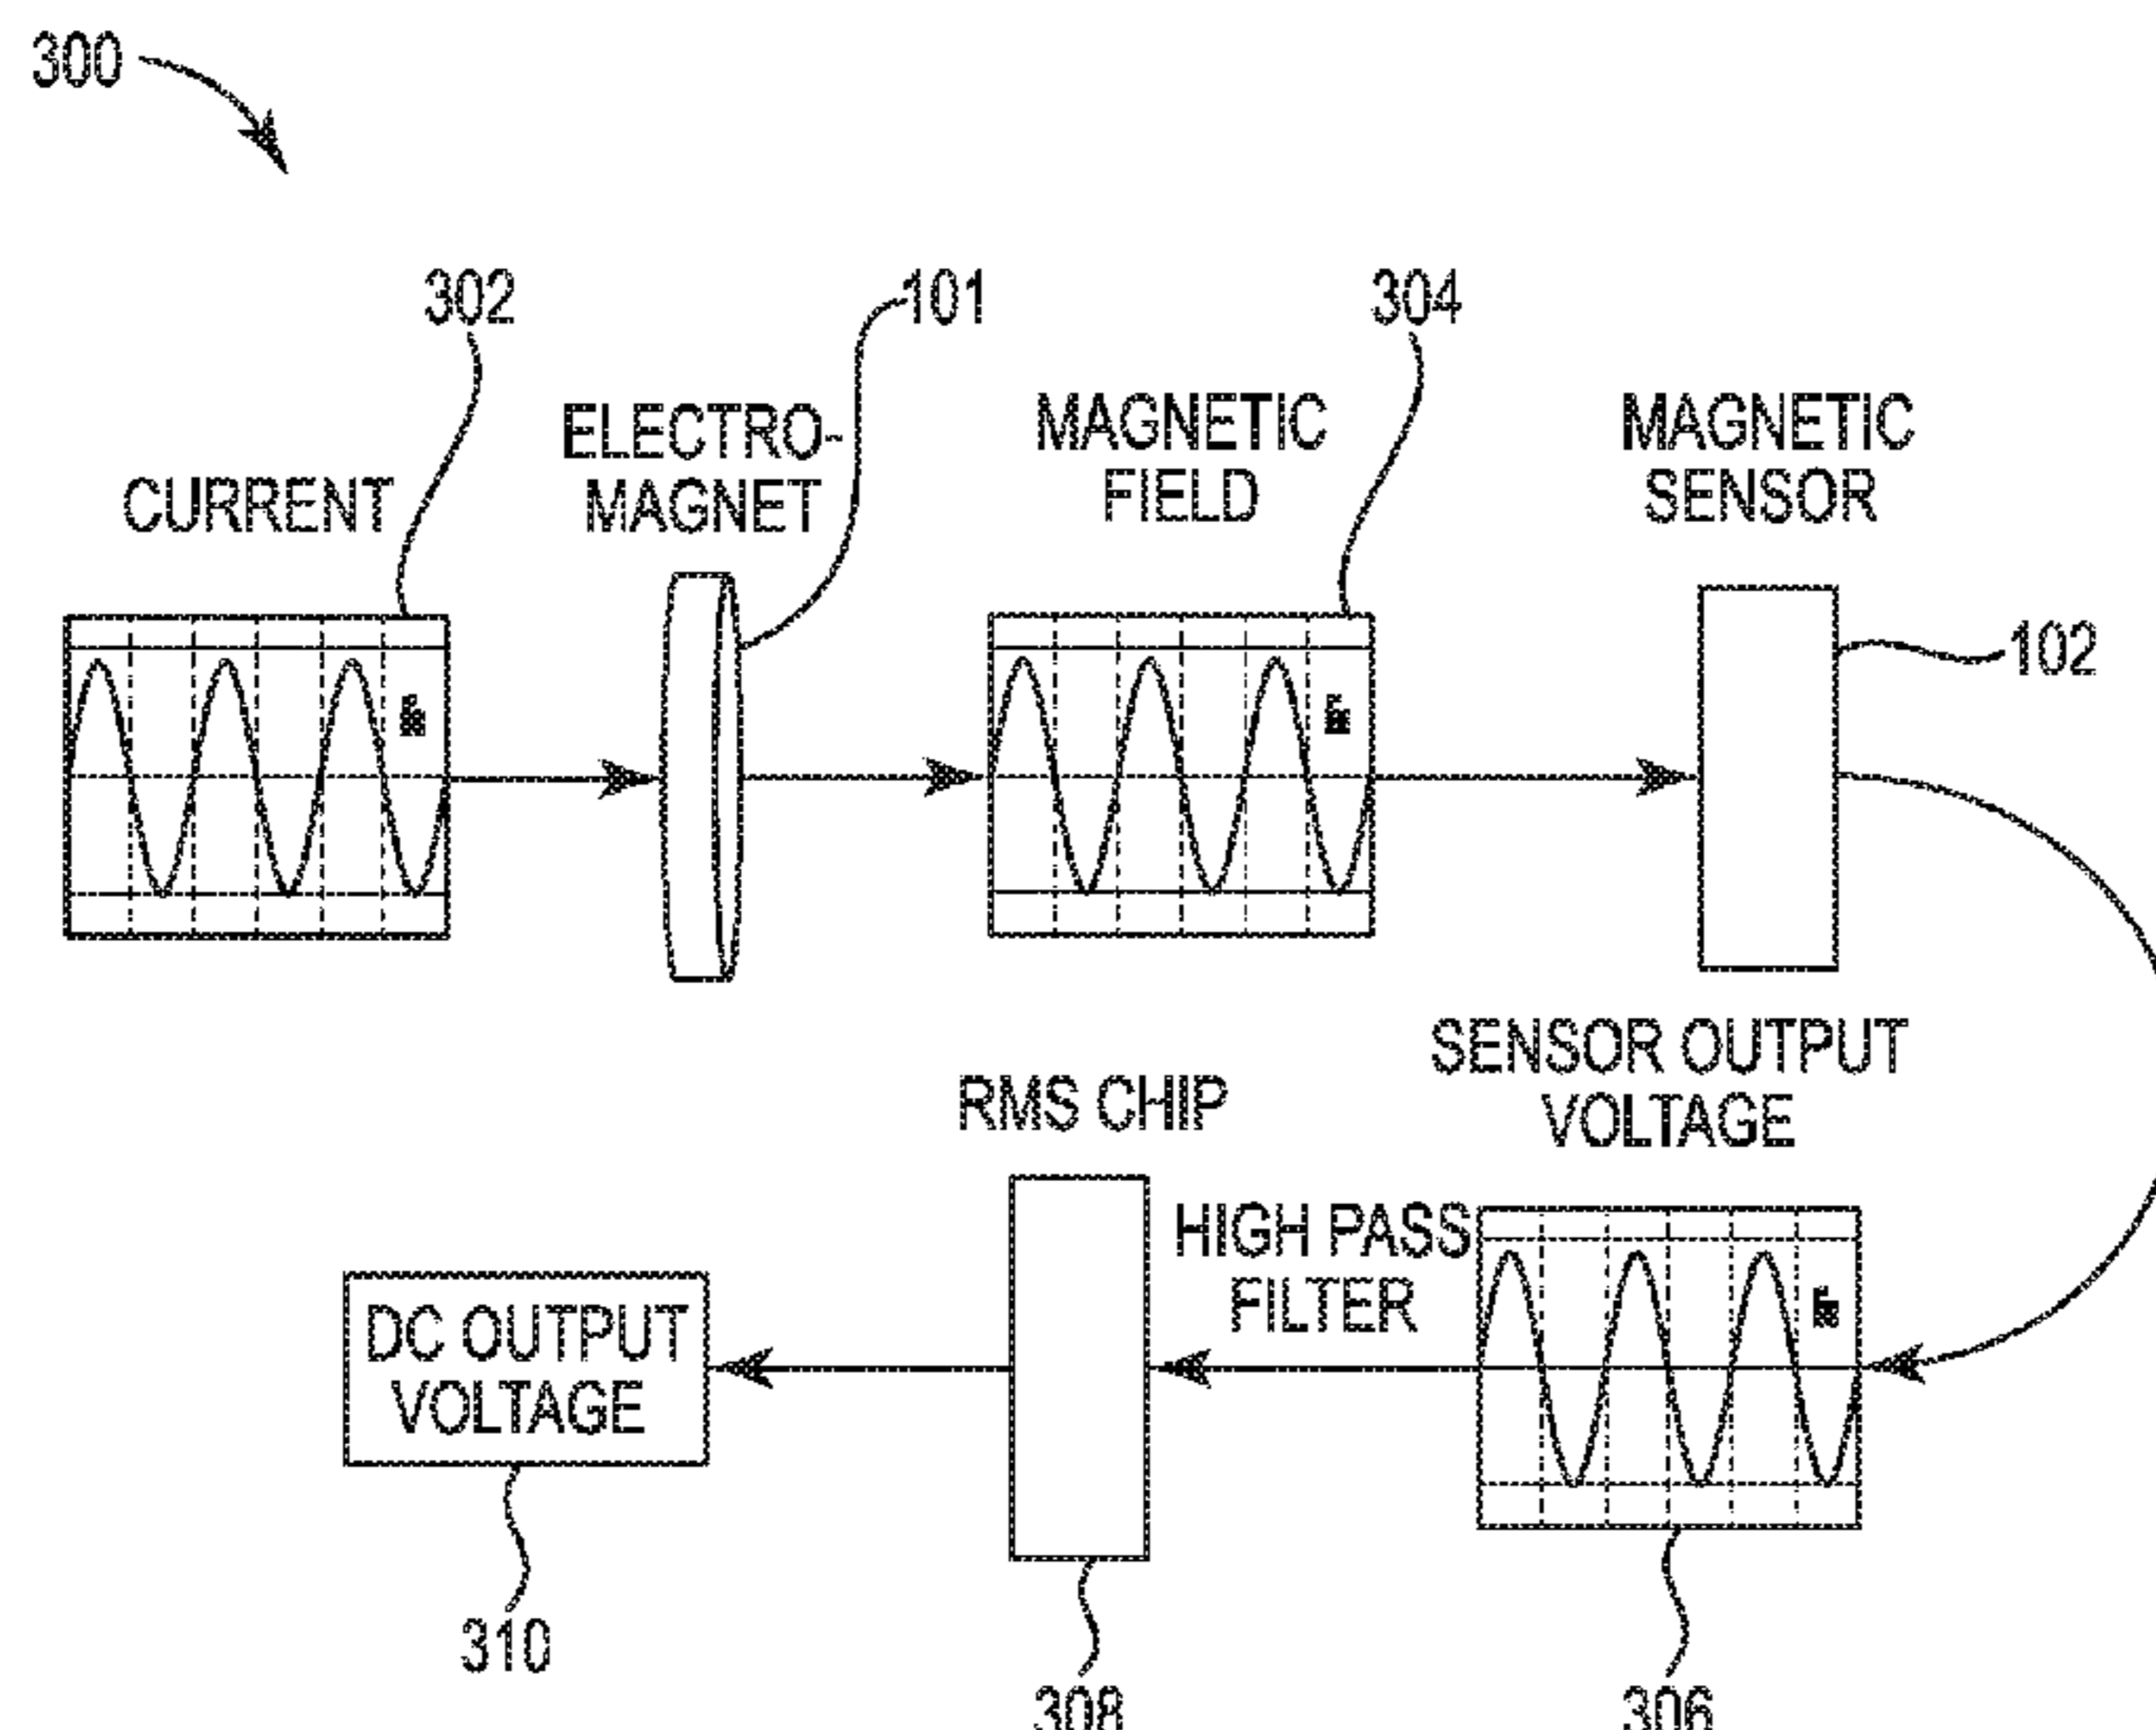 300
302
101
304
CURRENT
ELECTRO-
MAGNET
MAGNETIC
FIELD
MAGNETIC
SENSOR
102
SENSOR OUTPUT
VOLTAGE
RMS CHIP
HIGH PASS
FILTER
DC OUTPUT
VOLTAGE
310
308
306